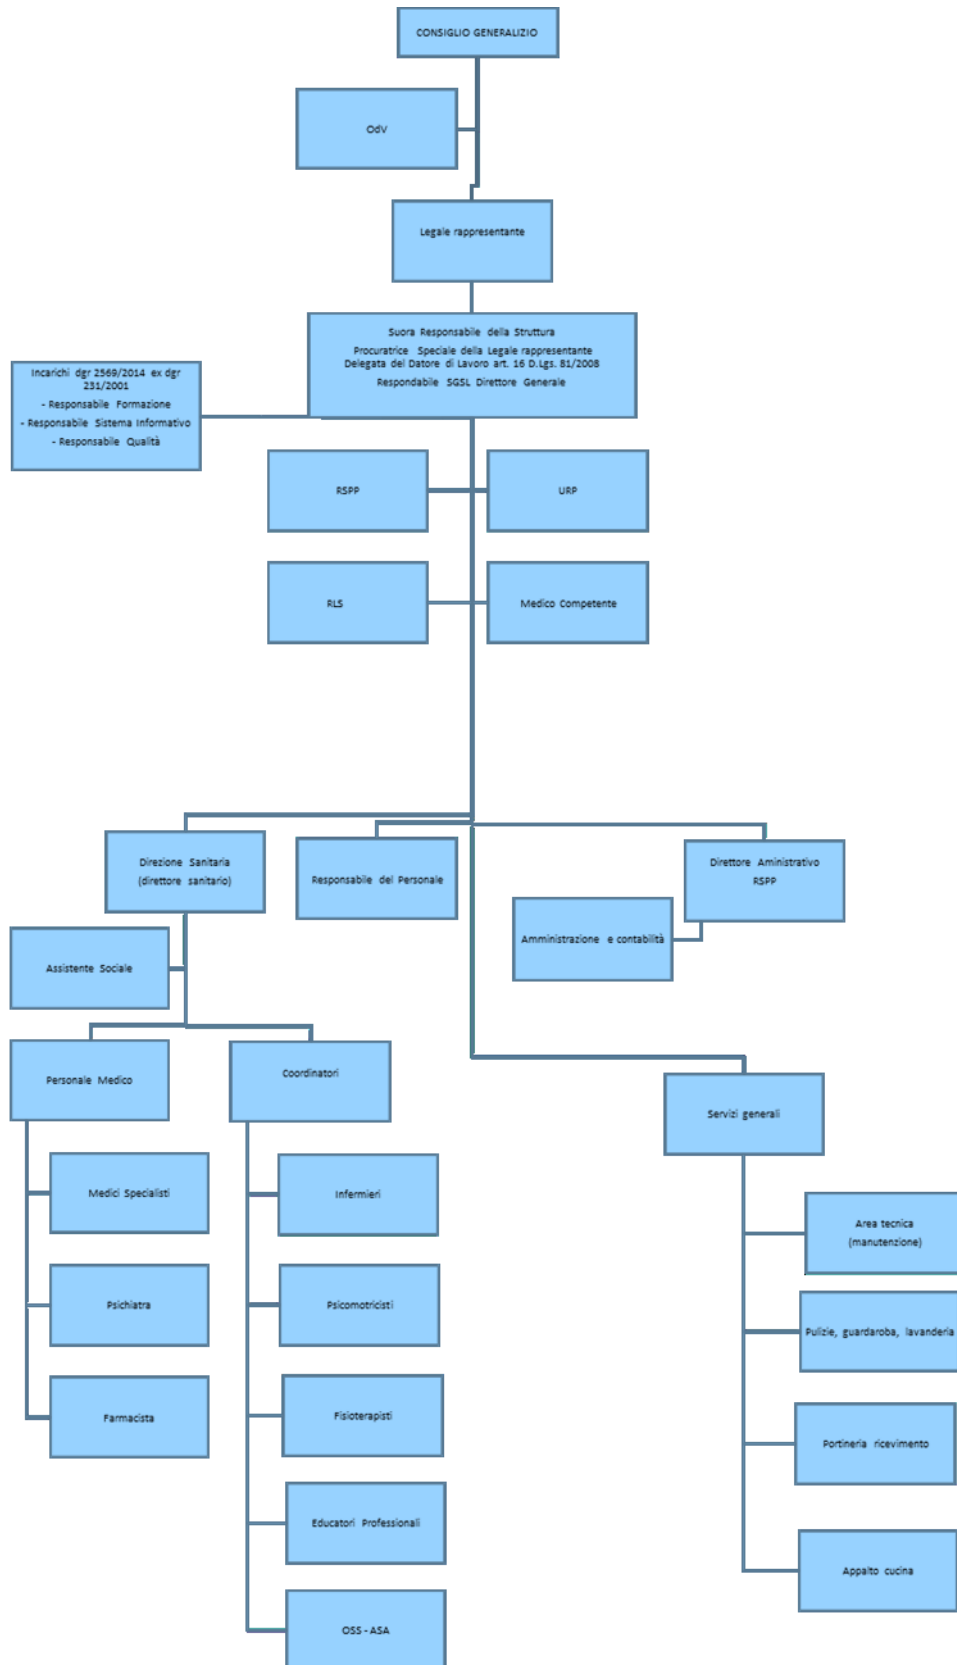 CONSIGLIO GENERALIZIO
OdV
Legale rappresentante
Suora Responsabile della Struttura
Procuratrice Speciale della Legale rappresentante
Delegata del Datore di Lavoro art. 16 D.Lgs. 81/2008
Respondabile SGSL Direttore Generale
Incarichi dgr 2569/2014 ex dgr
231/2001
- Responsabile Formazione
- Responsabile Sistema Informativo
- Responsabile Qualità
RSPP
URP
RLS
Medico Competente
Direzione Sanitaria
(direttore sanitario)
Responsabile del Personale
Direttore Aministrativo
RSPP
Amministrazione e contabilità
Assistente Sociale
Personale Medico
Coordinatori
Servizi generali
Medici Specialisti
Psichiatra
Farmacista
Infermieri
Psicomotricisti
Fisioterapisti
Educatori Professionali
OSS - ASA
Area tecnica
(manutenzione)
Pulizie, guardaroba, lavanderia
Portineria ricevimento
Appalto cucina